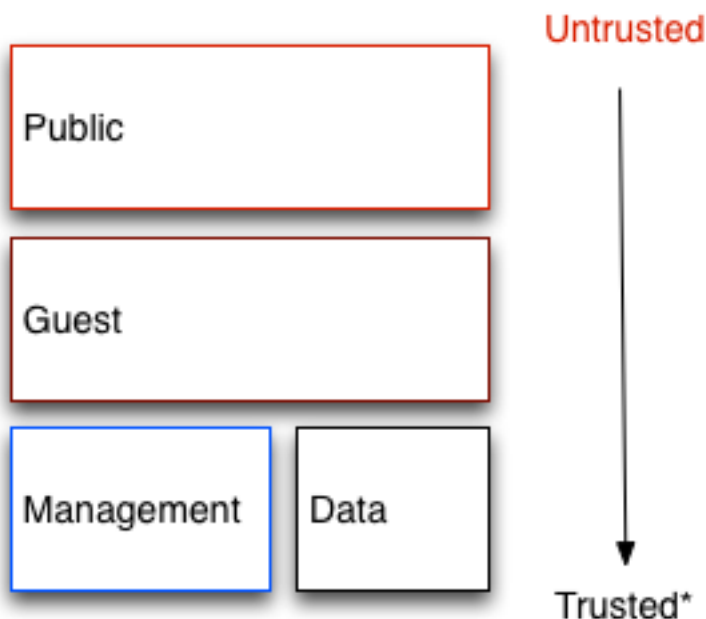 Untrusted
Public
Guest
Management
Data
Trusted*